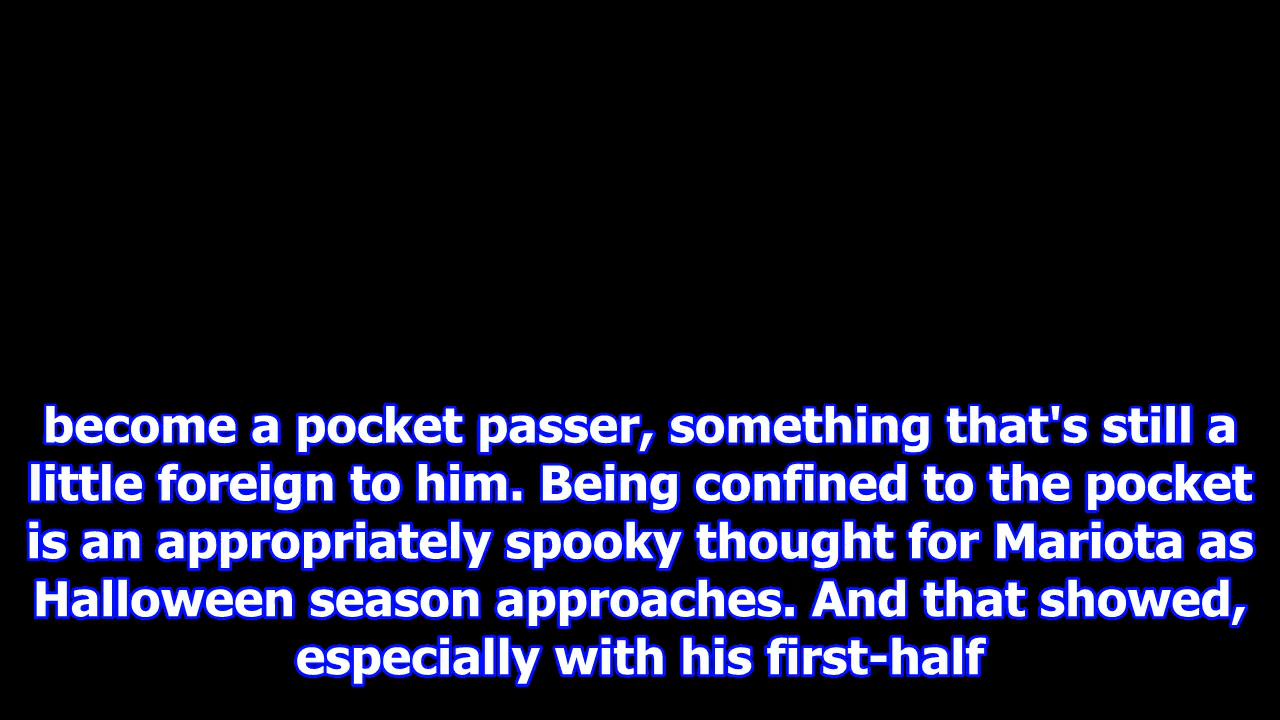 become a pocket passer, something that's still a
little foreign to him. Being confined to the pocket
is an appropriately spooky thought for Mariota as
Halloween season approaches. And that showed,
especially with his first-half